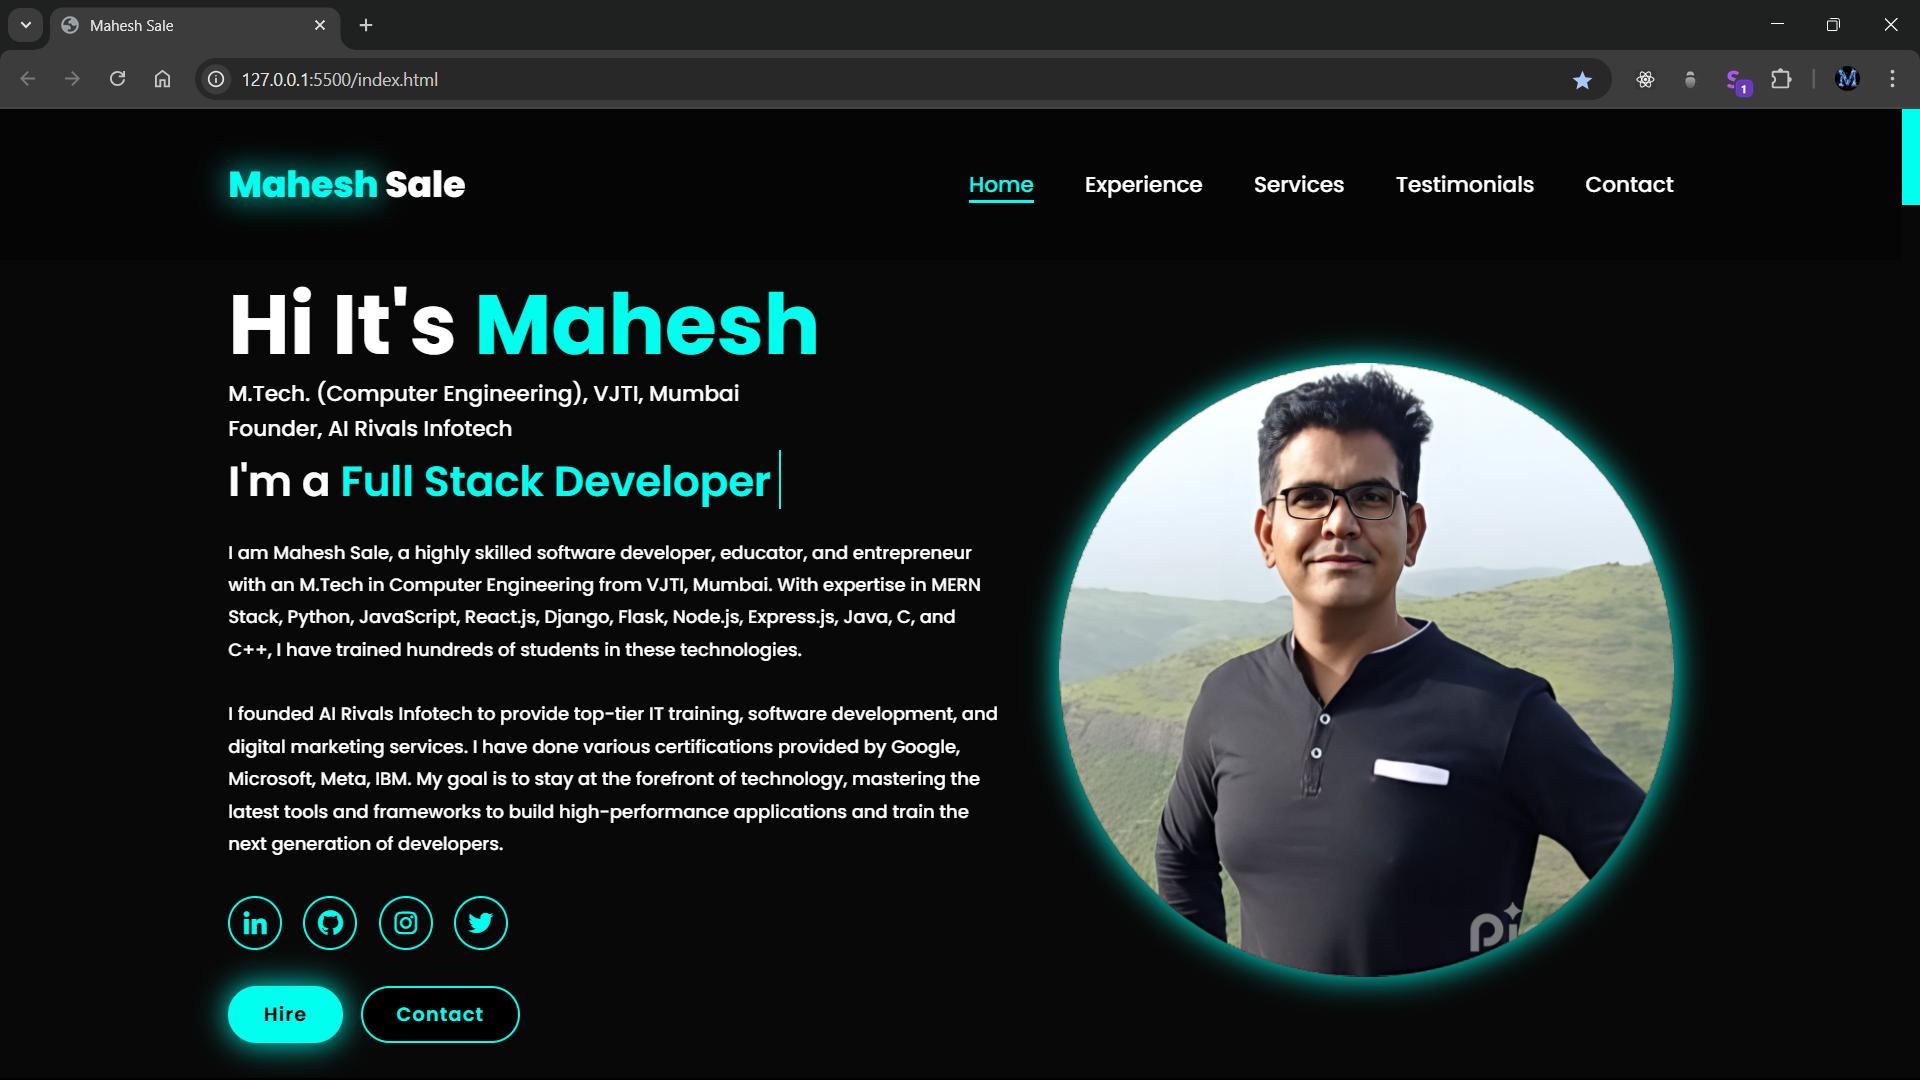 Mahesh Sale
127.0.0.1:5500/index.html
1
M
Mahesh Sale
Home Experience Services Testimonials Contact
Hi It's Mahesh
M.Tech. (Computer Engineering), VJTI, Mumbai
Founder, AI Rivals Infotech
I'm a Full Stack Developer
I am Mahesh Sale, a highly skilled software developer, educator, and entrepreneur
with an M.Tech in Computer Engineering from VJTI, Mumbai. With expertise in MERN
Stack, Python, JavaScript, React.js, Django, Flask, Node.js, Express.js, Java, C, and
C++, I have trained hundreds of students in these technologies.
I founded AI Rivals Infotech to provide top-tier IT training, software development, and
digital marketing services. I have done various certifications provided by Google,
Microsoft, Meta, IBM. My goal is to stay at the forefront of technology, mastering the
latest tools and frameworks to build high-performance applications and train the
next generation of developers.
in
Hire Contact